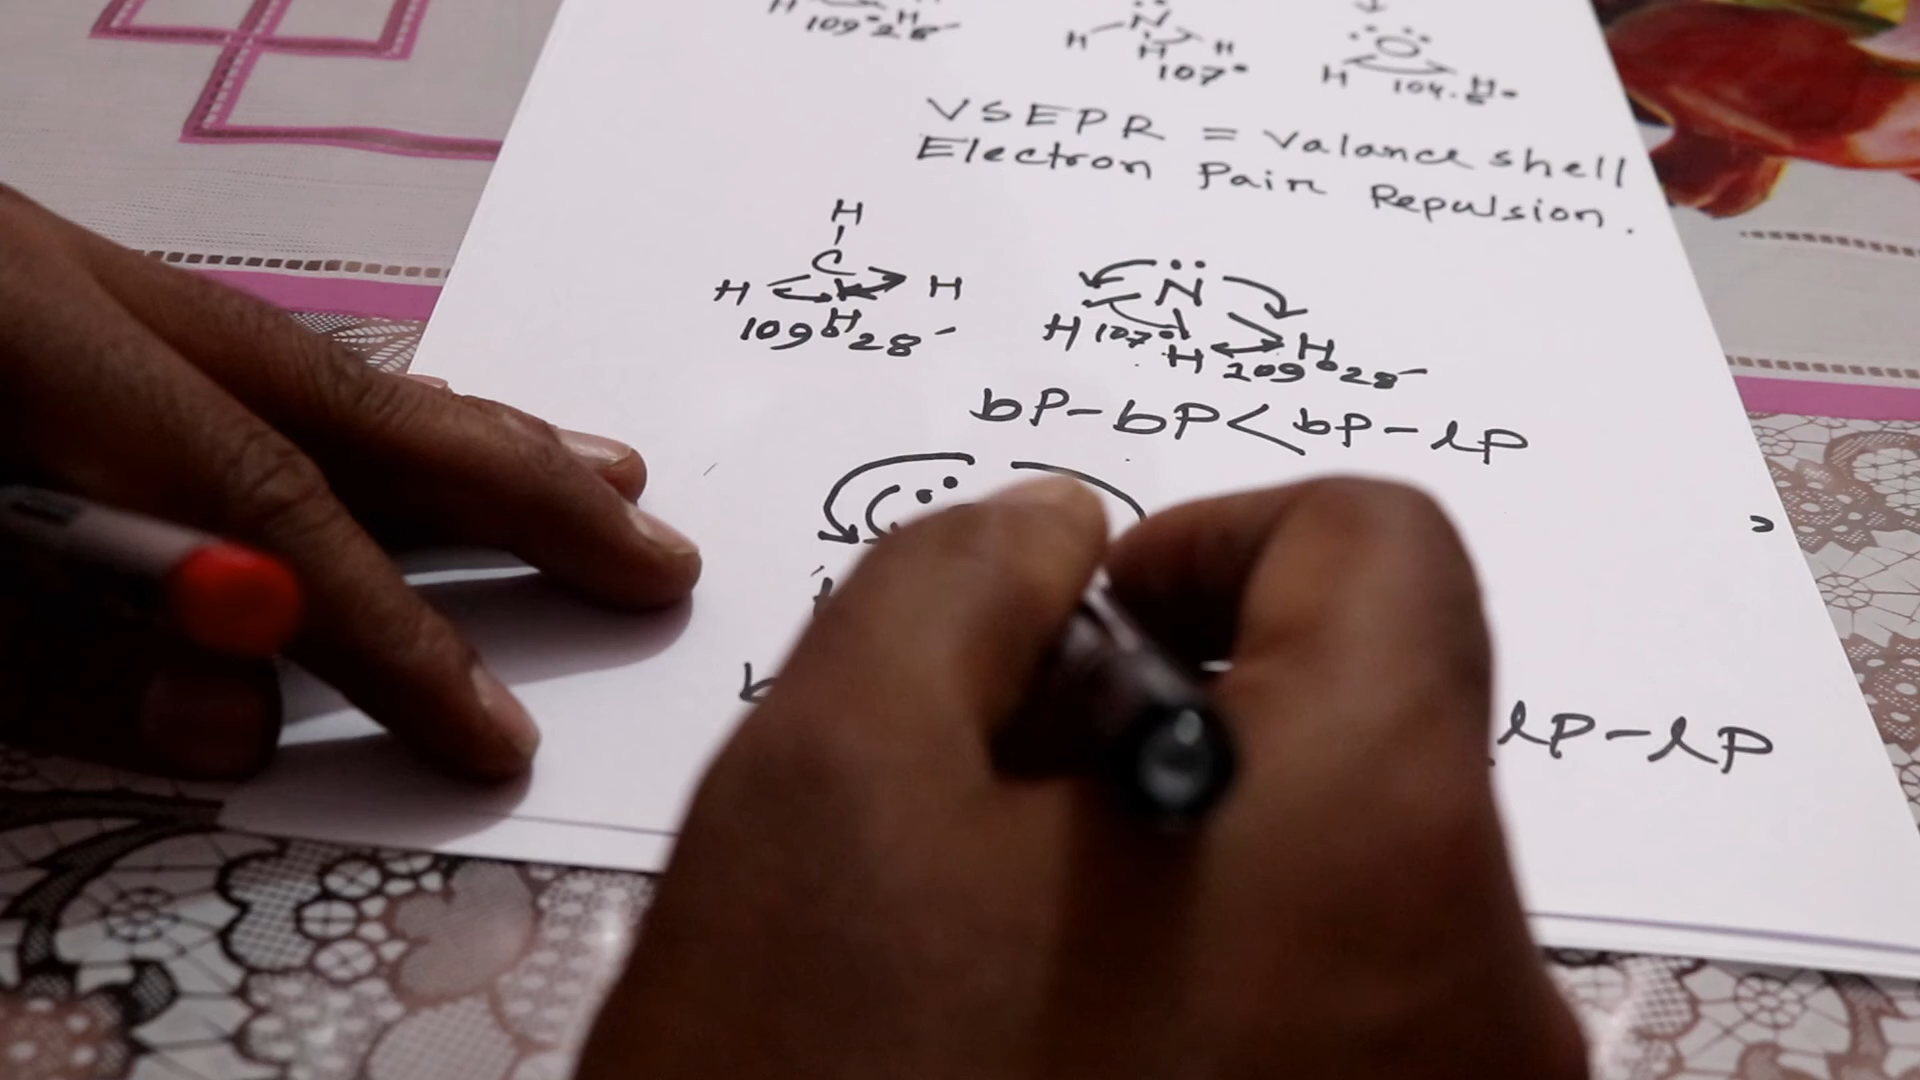 H 109°28′ H
H N H H 107°
H O H 104.5°
VSEPR = Valance shell
Electron Pair Repulsion.
H
C
H H
H
109°28′
N
H 107° H H
109°28′
bP-bP<bP-lP
lP-lP